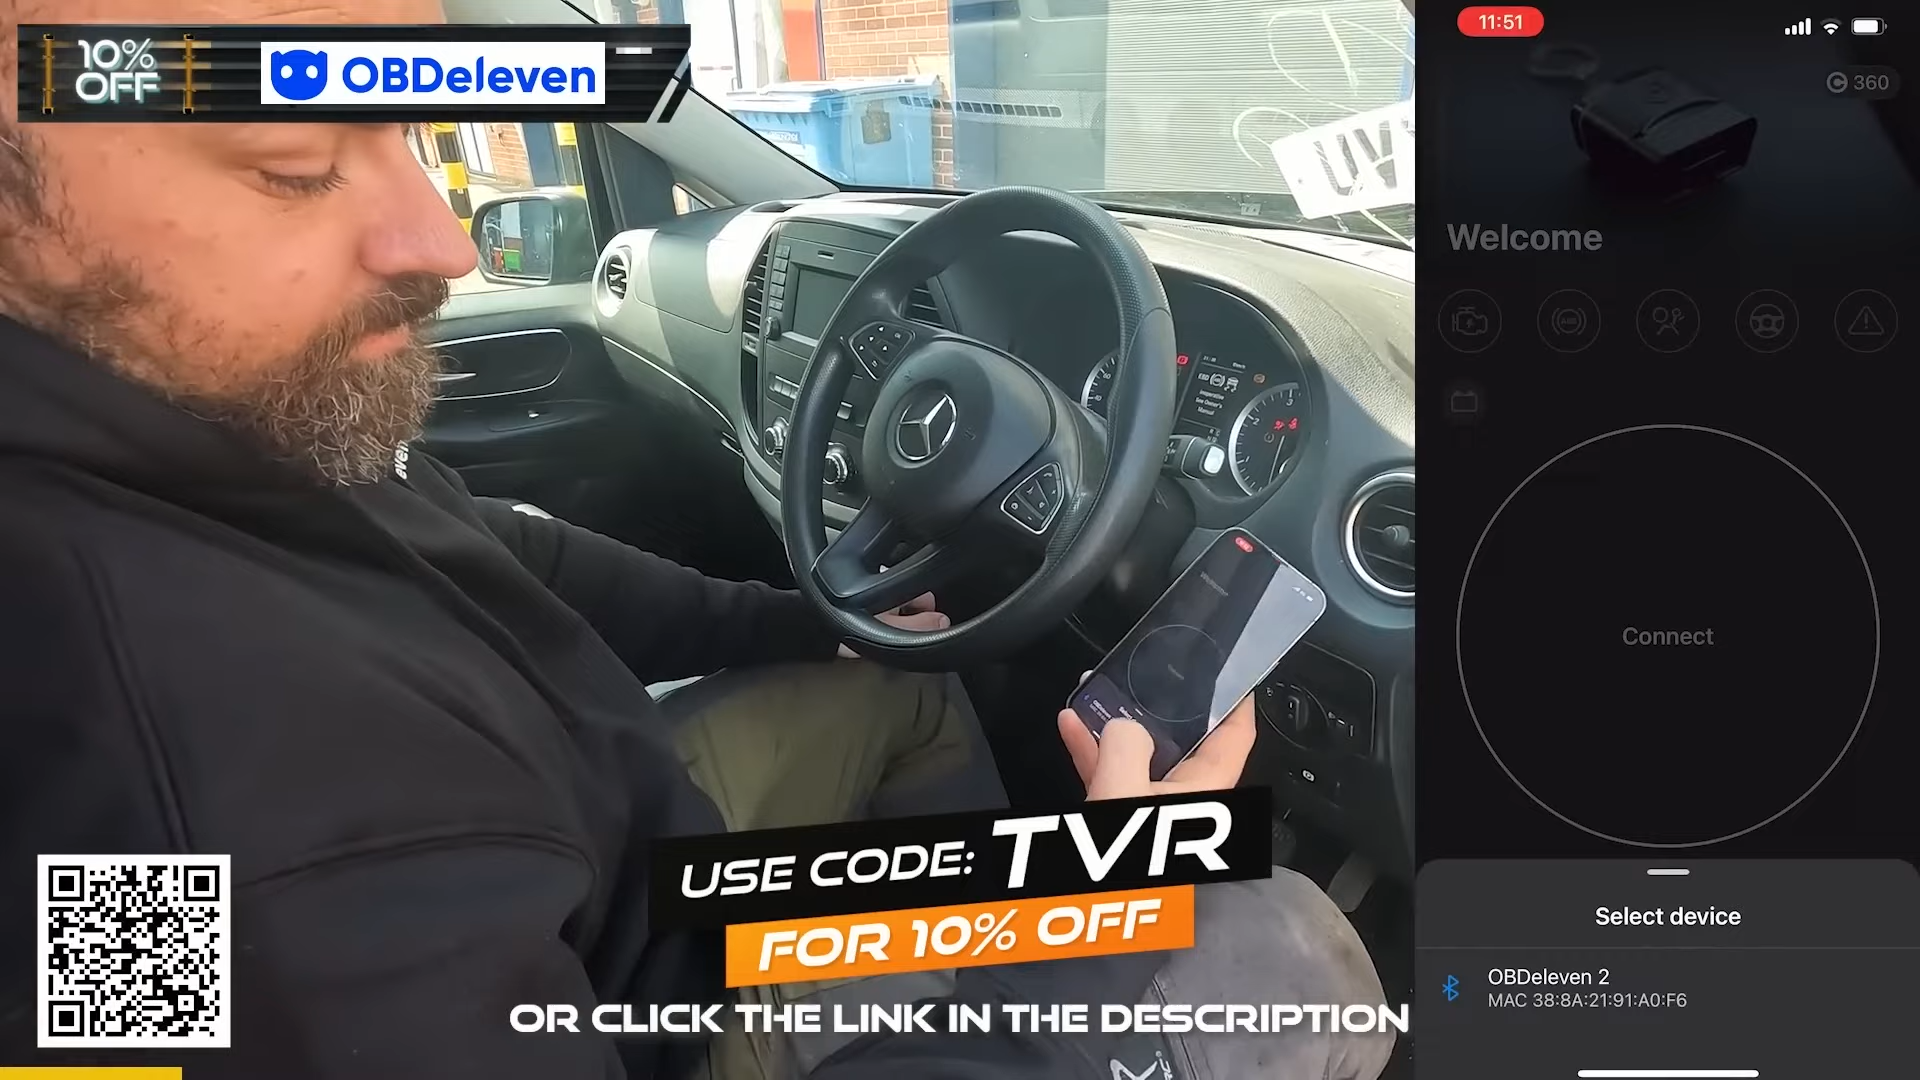 10%
OFF
OBDeleven
UV
USE CODE: TVR
FOR 10% OFF
OR CLICK THE LINK IN THE DESCRIPTION
11:51
360
Welcome
Connect
Select device
OBDeleven 2
MAC 38:8A:21:91:A0:F6